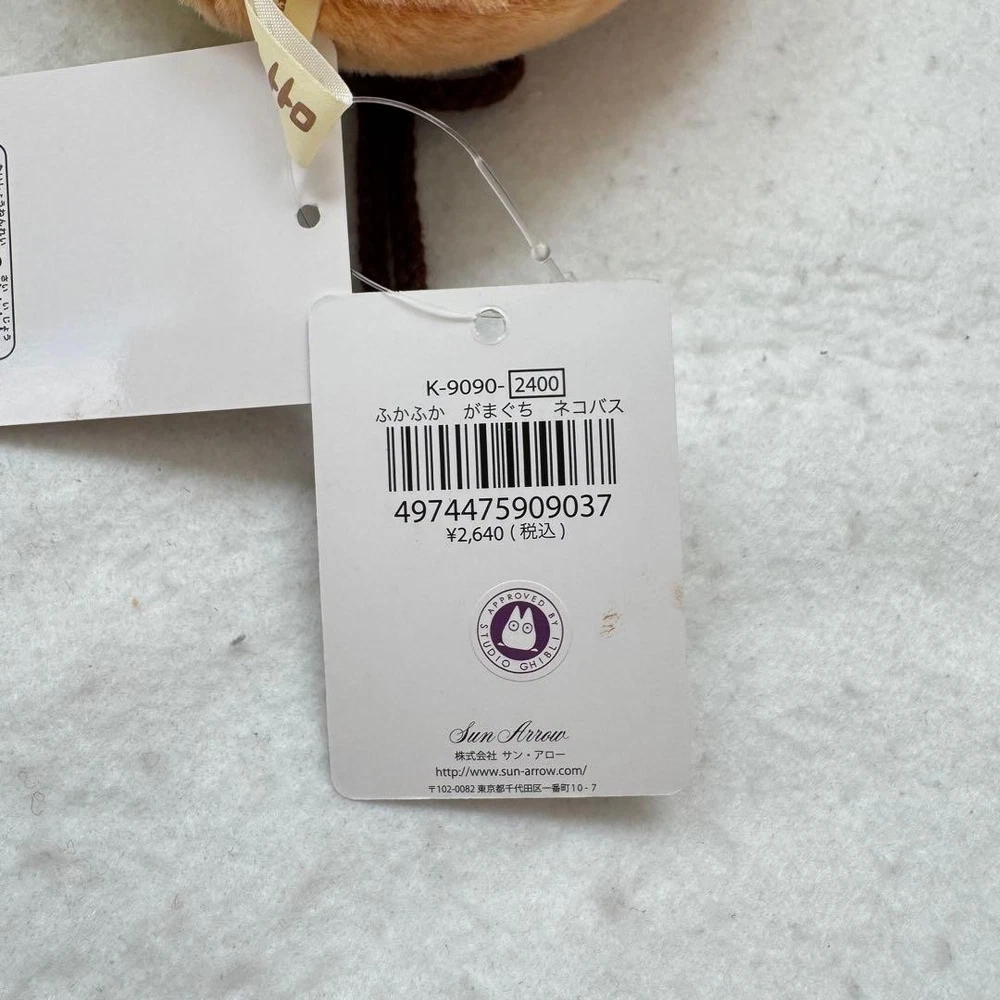 K-9090- 2400
ふかふか がまぐち ネコバス
4974475909037
¥2,640 (税込)
APPROVED BY
STUDIO GHIBLI
Sun Arrow
株式会社 サン・アロー
http://www.sun-arrow.com/
〒102-0082 東京都千代田区一番町10-7